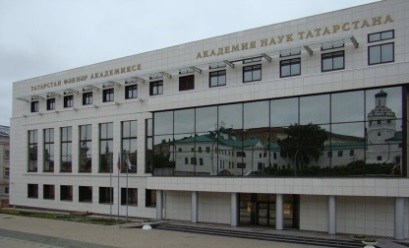 ТАТАРСТАН ФӘННӘР АКАДЕМИЯСЕ
АКАДЕМИЯ НАУК ТАТАРСТАНА